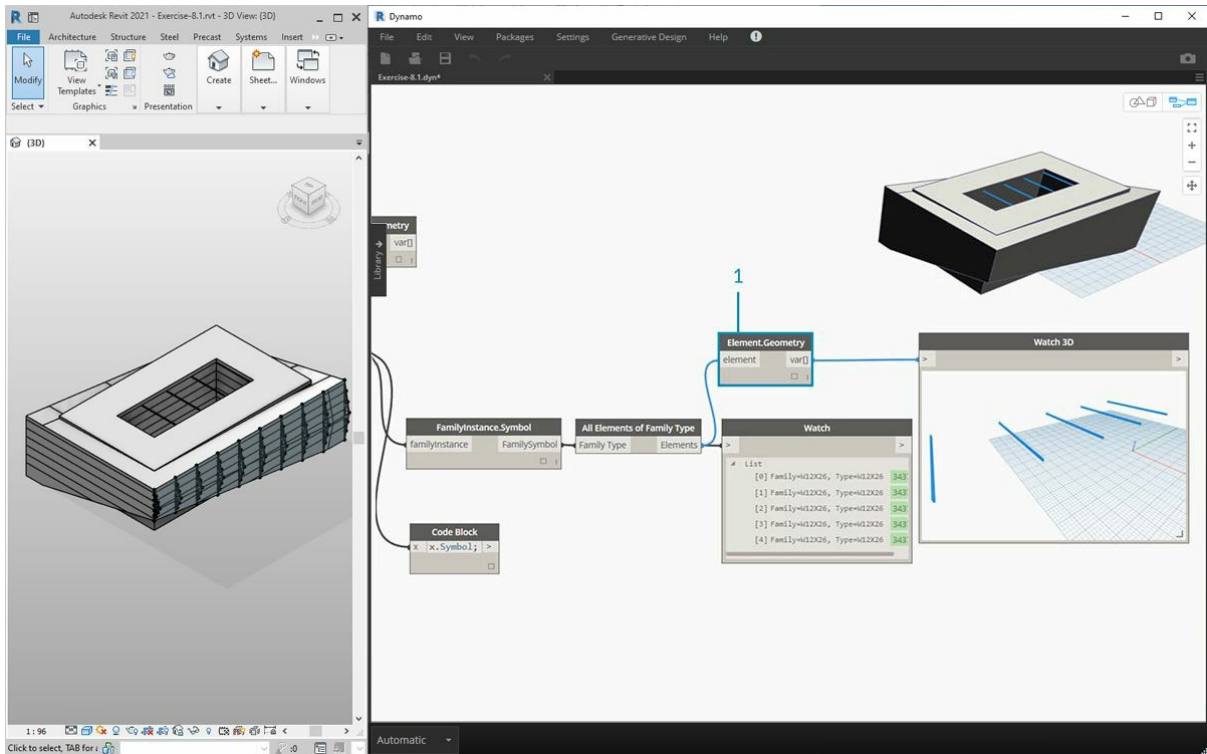 Autodesk Revit 2021 - Exercise-8.1.rvt - 3D View: {3D}
File Architecture Structure Steel Precast Systems Insert
Modify
View
Templates
Create
Sheet...
Windows
Select
Graphics
Presentation
{3D}
1 : 96
Click to select, TAB for a
:0
Dynamo
File Edit View Packages Settings Generative Design Help
Exercise-8.1.dyn*
Library
var[]
1
Element.Geometry
element var[]
Watch 3D
> >
FamilyInstance.Symbol
familyInstance FamilySymbol
All Elements of Family Type
Family Type Elements
Watch
> >
List
[0] Family=W12X26, Type=W12X26 343
[1] Family=W12X26, Type=W12X26 343
[2] Family=W12X26, Type=W12X26 343
[3] Family=W12X26, Type=W12X26 343
[4] Family=W12X26, Type=W12X26 343
Code Block
x x.Symbol; >
Automatic